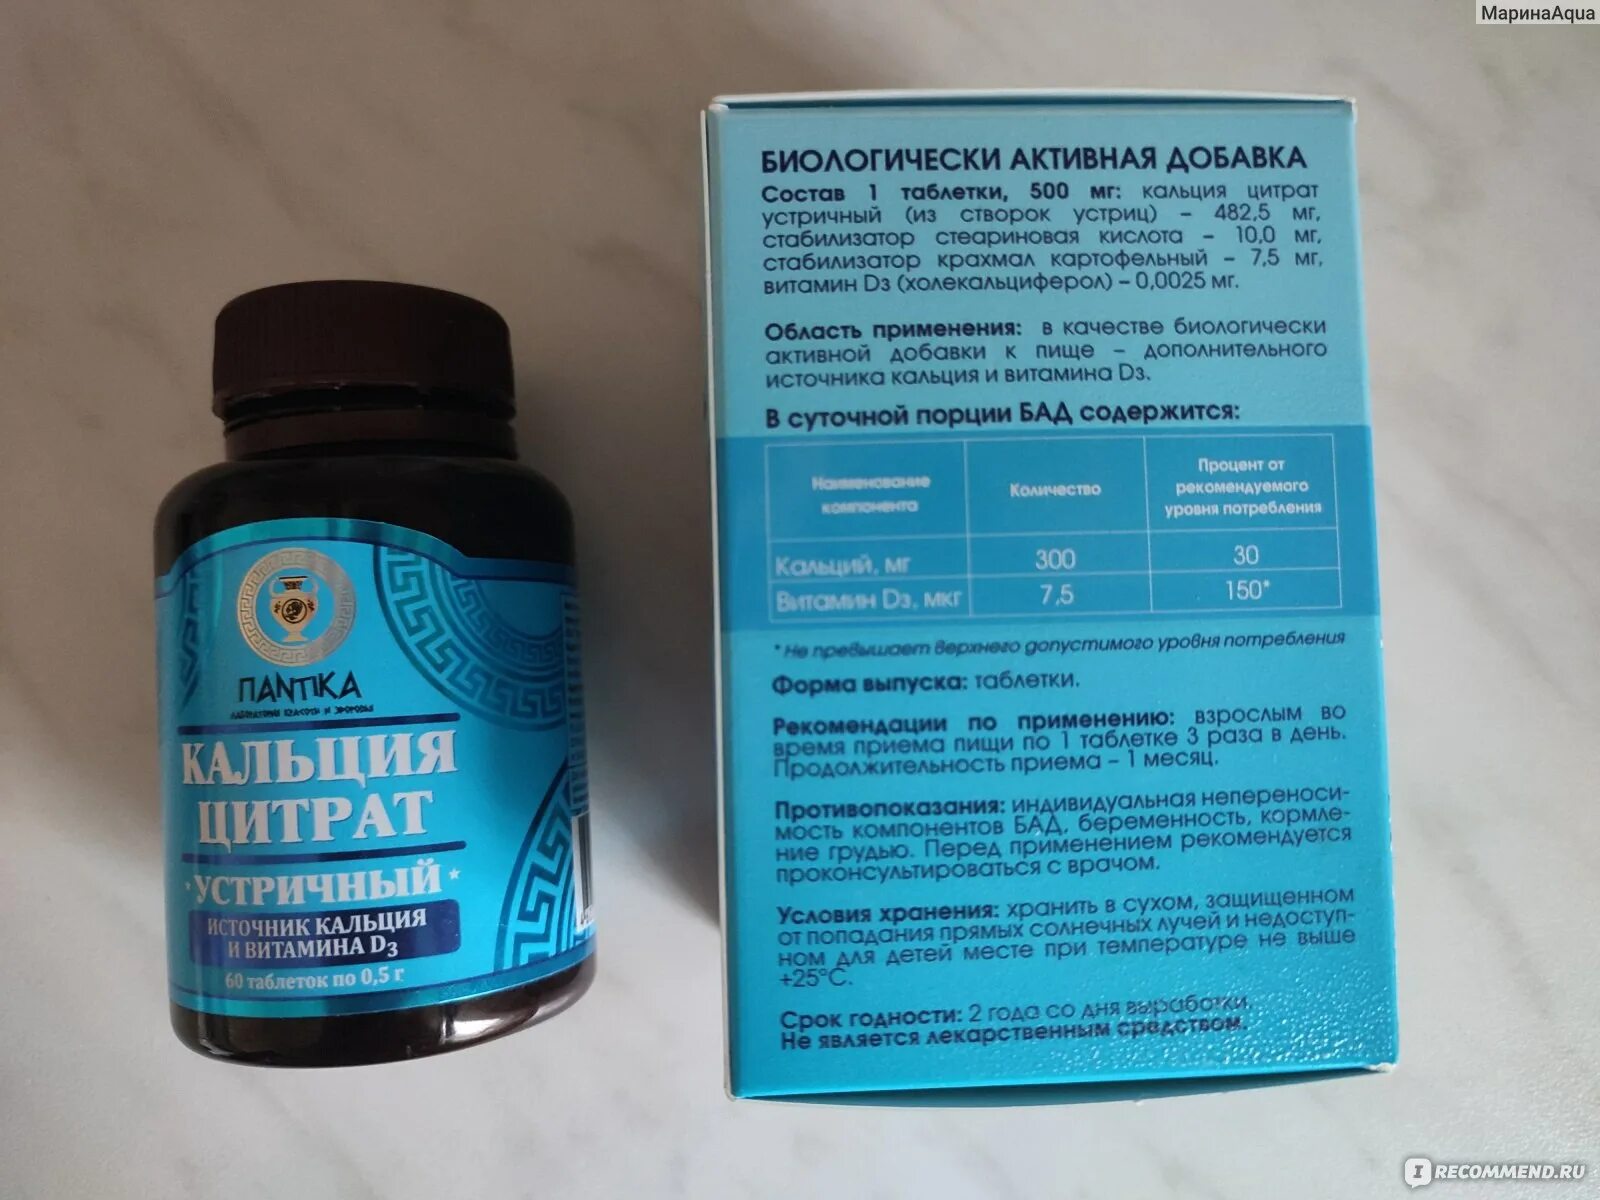 МаринаAqua
ПАНТИКА
ЛАБОРАТОРИЯ КРАСОТЫ И ЗДОРОВЬЯ
КАЛЬЦИЯ
ЦИТРАТ
УСТРИЧНЫЙ
ИСТОЧНИК КАЛЬЦИЯ
И ВИТАМИНА D3
60 таблеток по 0,5 г
БИОЛОГИЧЕСКИ АКТИВНАЯ ДОБАВКА
Состав 1 таблетки, 500 мг: кальция цитрат
устричный (из створок устриц) – 482,5 мг,
стабилизатор стеариновая кислота – 10,0 мг,
стабилизатор крахмал картофельный – 7,5 мг,
витамин D3 (холекальциферол) – 0,0025 мг.
Область применения: в качестве биологически
активной добавки к пище – дополнительного
источника кальция и витамина D3.
В суточной порции БАД содержится:
Наименование
компонента
Количество
Процент от
рекомендуемого
уровня потребления
Кальций, мг 300 30
Витамин D3, мкг 7,5 150*
* Не превышает верхнего допустимого уровня потребления
Форма выпуска: таблетки.
Рекомендации по применению: взрослым во
время приема пищи по 1 таблетке 3 раза в день.
Продолжительность приема – 1 месяц.
Противопоказания: индивидуальная непереноси-
мость компонентов БАД, беременность, кормле-
ние грудью. Перед применением рекомендуется
проконсультироваться с врачом.
Условия хранения: хранить в сухом, защищенном
от попадания прямых солнечных лучей и недоступ-
ном для детей месте при температуре не выше
+25°С.
Срок годности: 2 года со дня выработки.
Не является лекарственным средством.
IRECOMMEND.RU